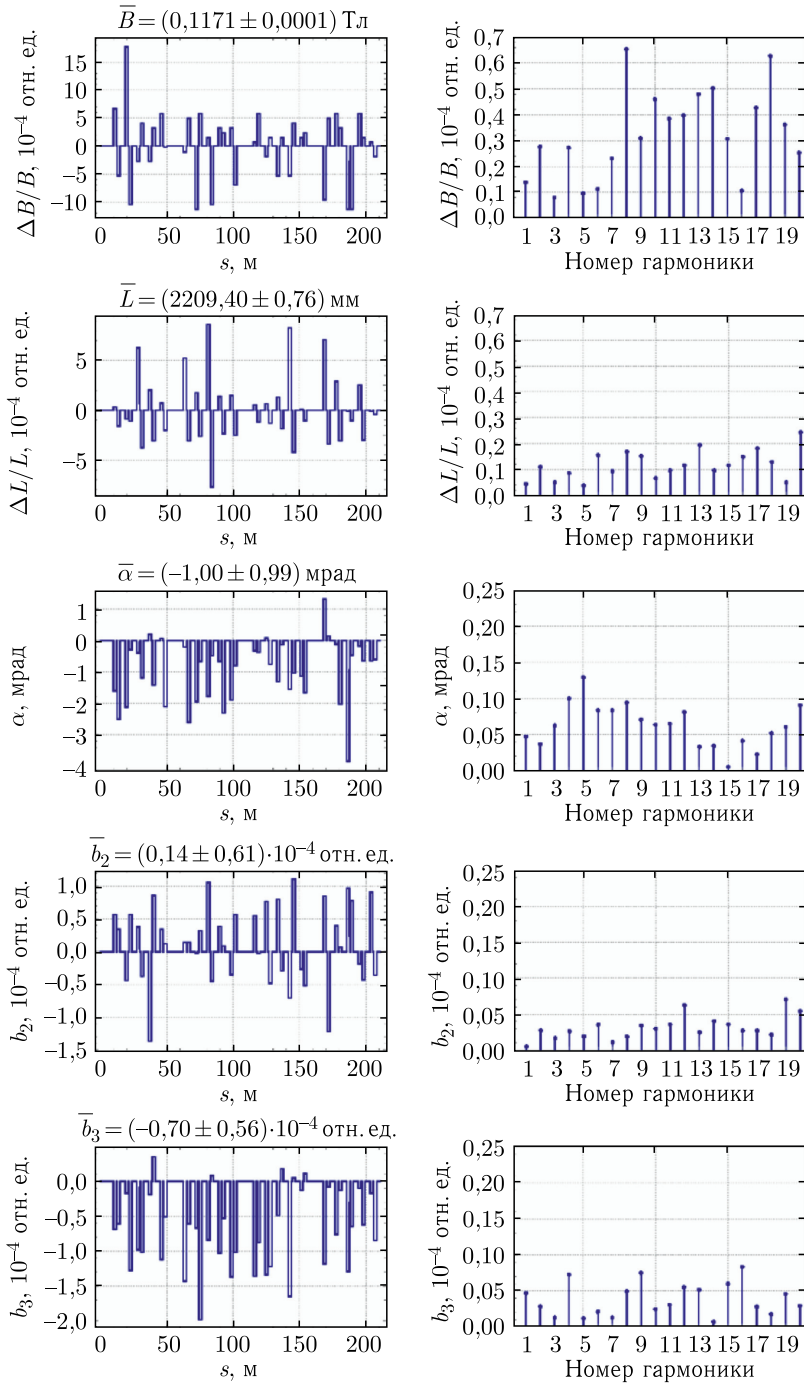 B = (0,1171 ± 0,0001) Тл
ΔB/B, 10⁻⁴ отн. ед.
15
10
5
0
−5
−10
0 50 100 150 200
s, м
ΔB/B, 10⁻⁴ отн. ед.
0,7
0,6
0,5
0,4
0,3
0,2
0,1
0,0
1 3 5 7 9 11 13 15 17 19
Номер гармоники
L = (2209,40 ± 0,76) мм
ΔL/L, 10⁻⁴ отн. ед.
5
0
−5
0 50 100 150 200
s, м
ΔL/L, 10⁻⁴ отн. ед.
0,7
0,6
0,5
0,4
0,3
0,2
0,1
0,0
1 3 5 7 9 11 13 15 17 19
Номер гармоники
α = (−1,00 ± 0,99) мрад
α, мрад
1
0
−1
−2
−3
−4
0 50 100 150 200
s, м
α, мрад
0,25
0,20
0,15
0,10
0,05
0,00
1 3 5 7 9 11 13 15 17 19
Номер гармоники
b₂ = (0,14 ± 0,61)·10⁻⁴ отн. ед.
b₂, 10⁻⁴ отн. ед.
1,0
0,5
0,0
−0,5
−1,0
−1,5
0 50 100 150 200
s, м
b₂, 10⁻⁴ отн. ед.
0,25
0,20
0,15
0,10
0,05
0,00
1 3 5 7 9 11 13 15 17 19
Номер гармоники
b₃ = (−0,70 ± 0,56)·10⁻⁴ отн. ед.
b₃, 10⁻⁴ отн. ед.
0,0
−0,5
−1,0
−1,5
−2,0
0 50 100 150 200
s, м
b₃, 10⁻⁴ отн. ед.
0,25
0,20
0,15
0,10
0,05
0,00
1 3 5 7 9 11 13 15 17 19
Номер гармоники